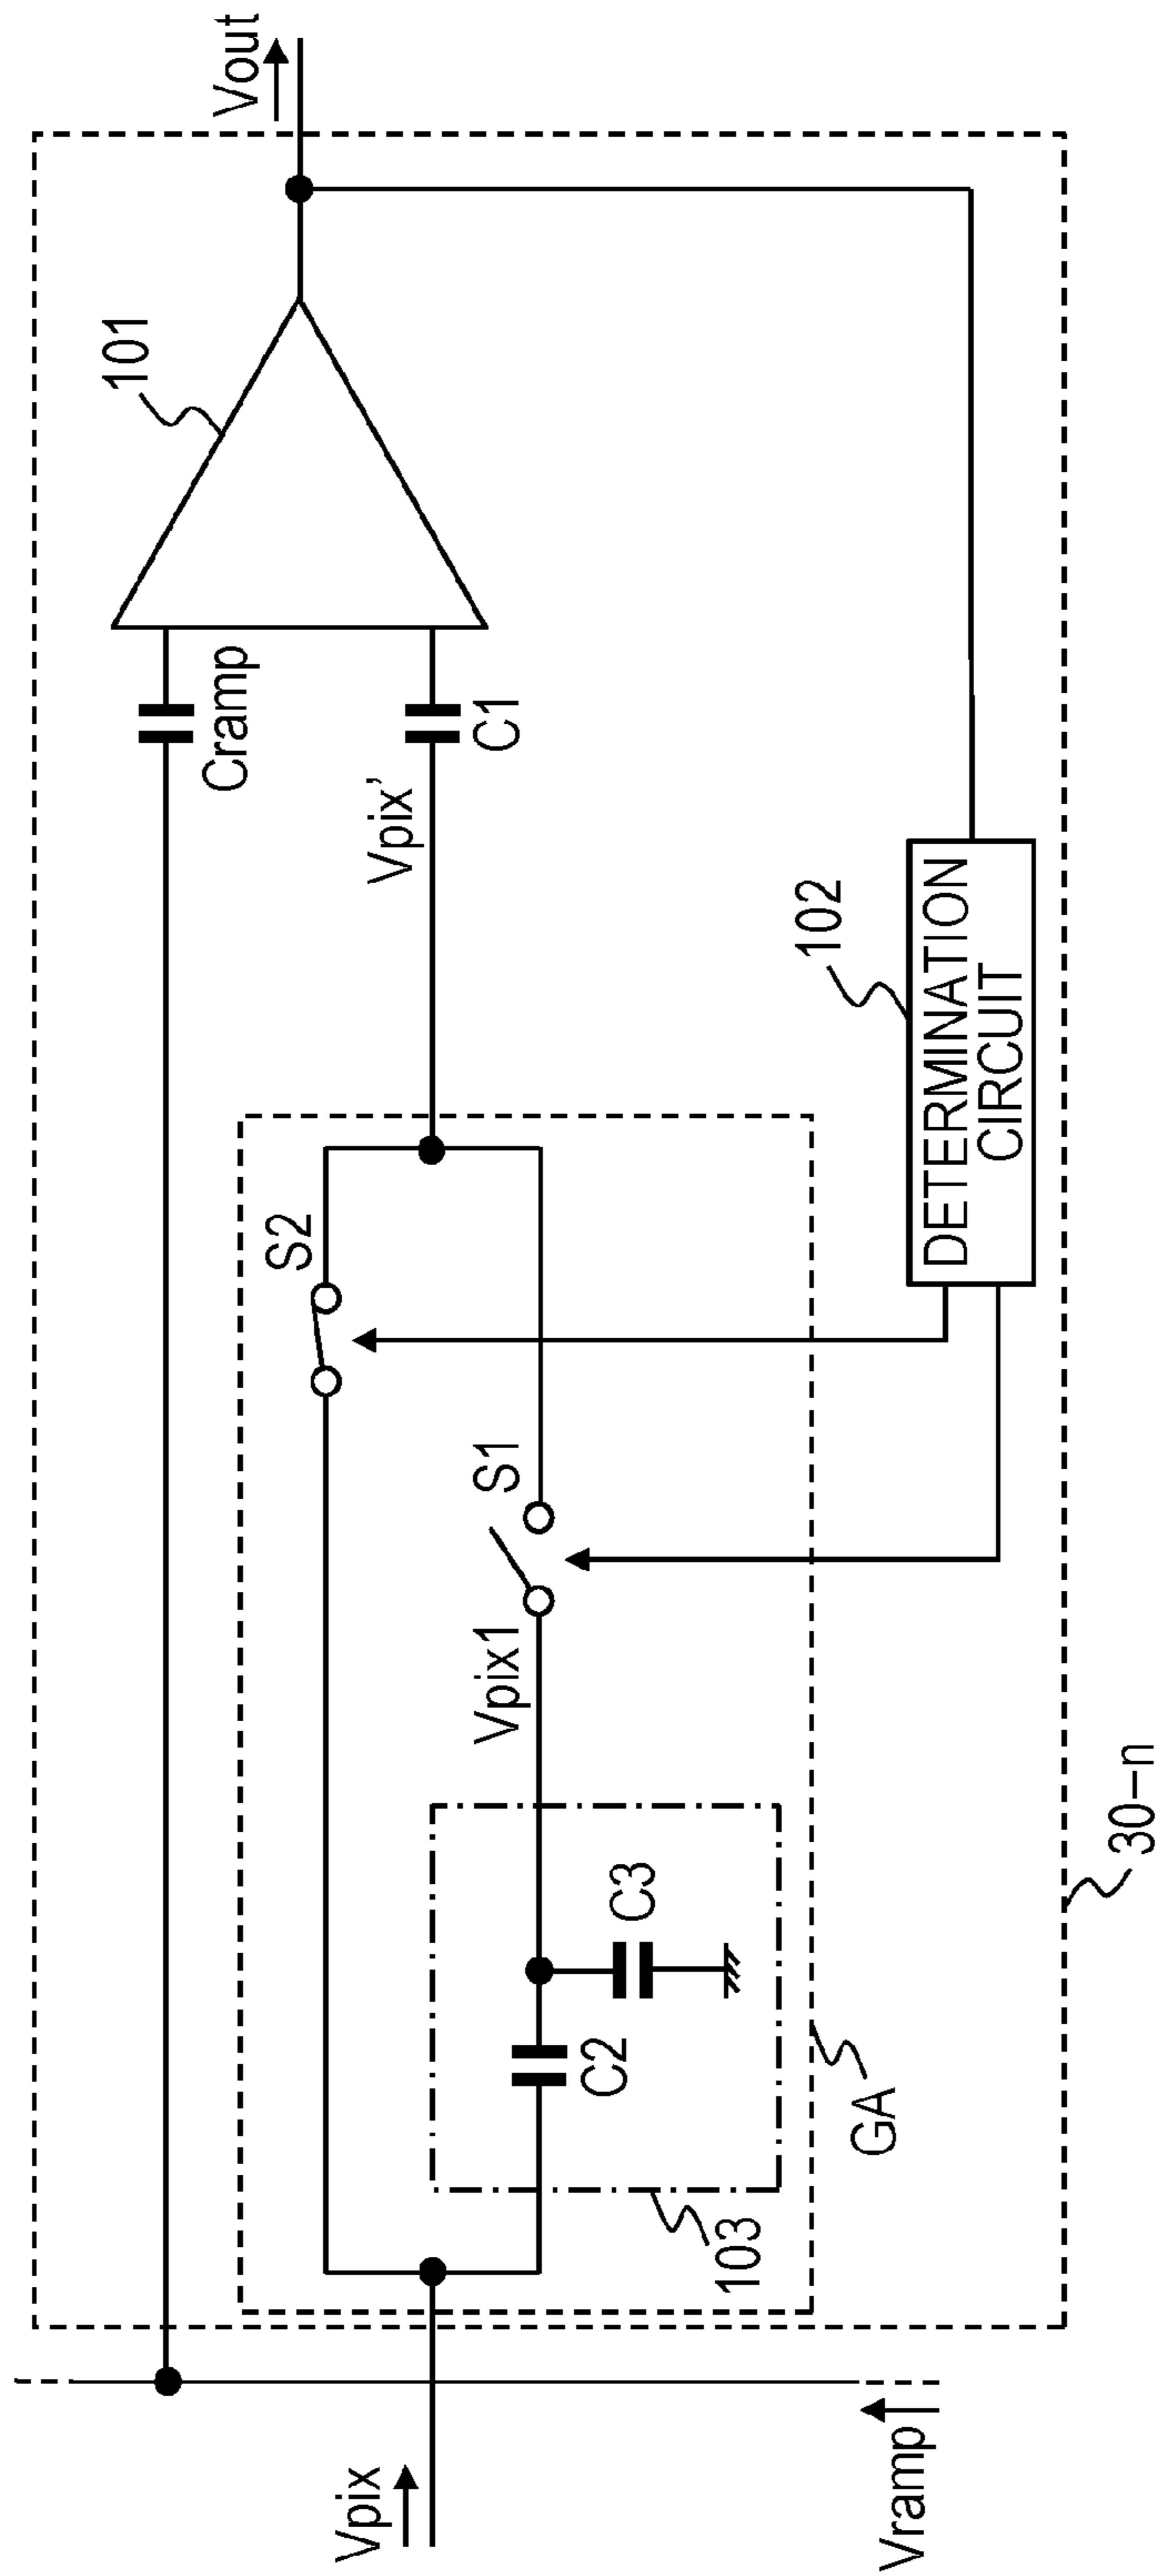 Vout
101
Cramp
C1
Vpix'
102
DETERMINATION
CIRCUIT
S2
S1
Vpix1
C3
C2
GA
103
30-n
Vpix
Vramp